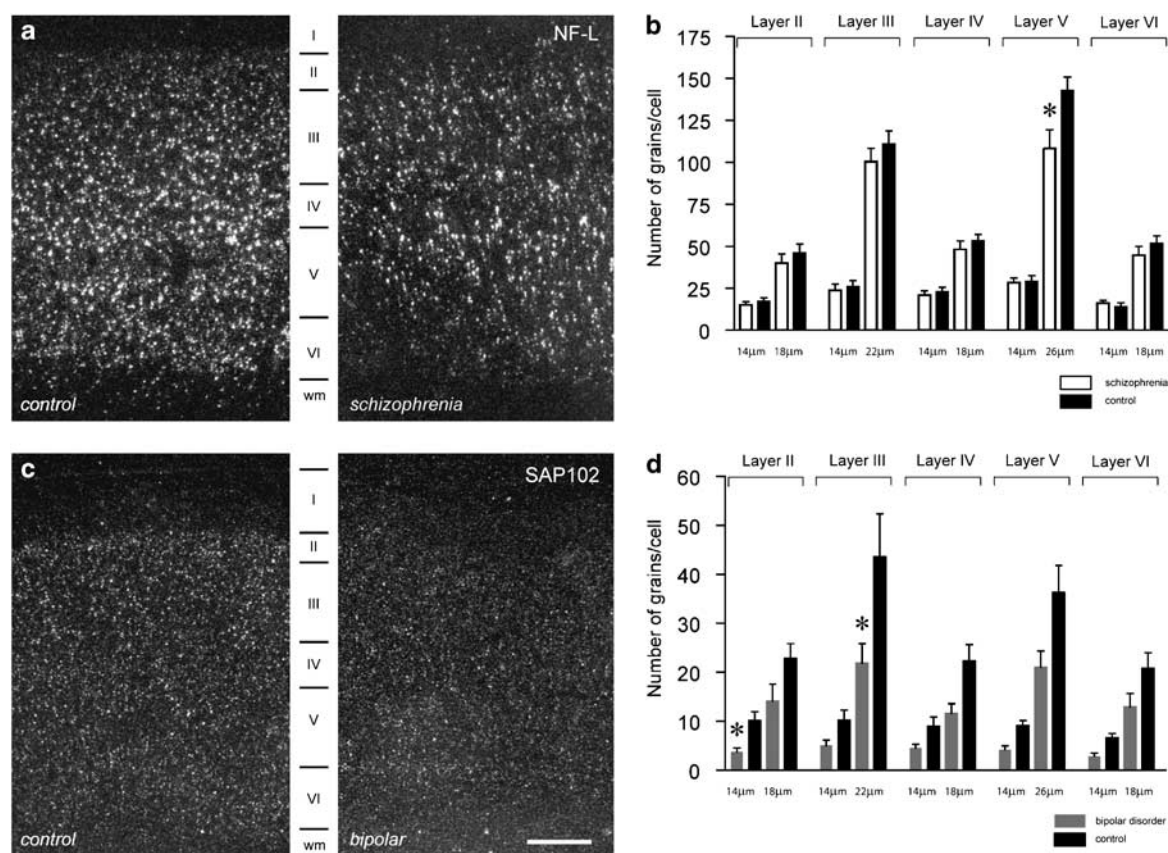 a
NF-L
I
II
III
IV
V
VI
wm
control
schizophrenia
b
Layer II Layer III Layer IV Layer V Layer VI
Number of grains/cell
175
150
125
100
75
50
25
0
*
14µm 18µm 14µm 22µm 14µm 18µm 14µm 26µm 14µm 18µm
schizophrenia
control
c
SAP102
I
II
III
IV
V
VI
wm
control
bipolar
d
Layer II Layer III Layer IV Layer V Layer VI
Number of grains/cell
60
50
40
30
20
10
0
*
*
14µm 18µm 14µm 22µm 14µm 18µm 14µm 26µm 14µm 18µm
bipolar disorder
control